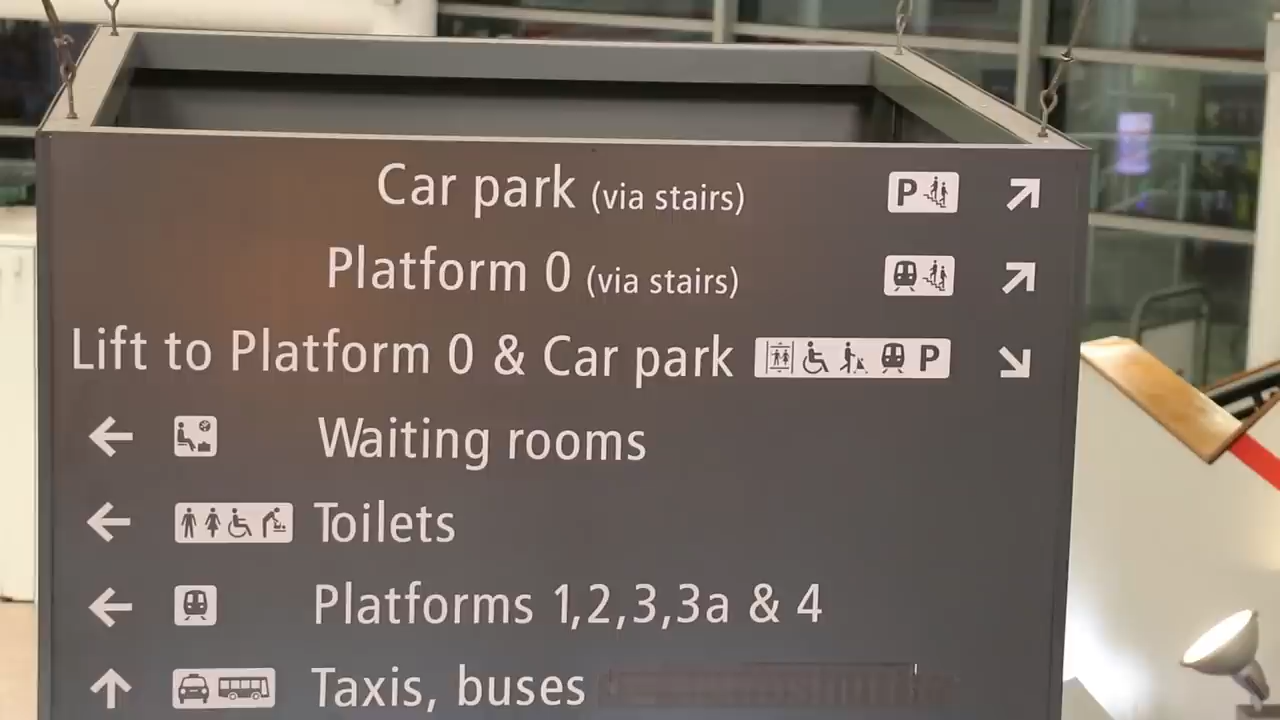 Car park (via stairs) P
Platform 0 (via stairs)
Lift to Platform 0 & Car park P
Waiting rooms
Toilets
Platforms 1,2,3,3a & 4
Taxis, buses